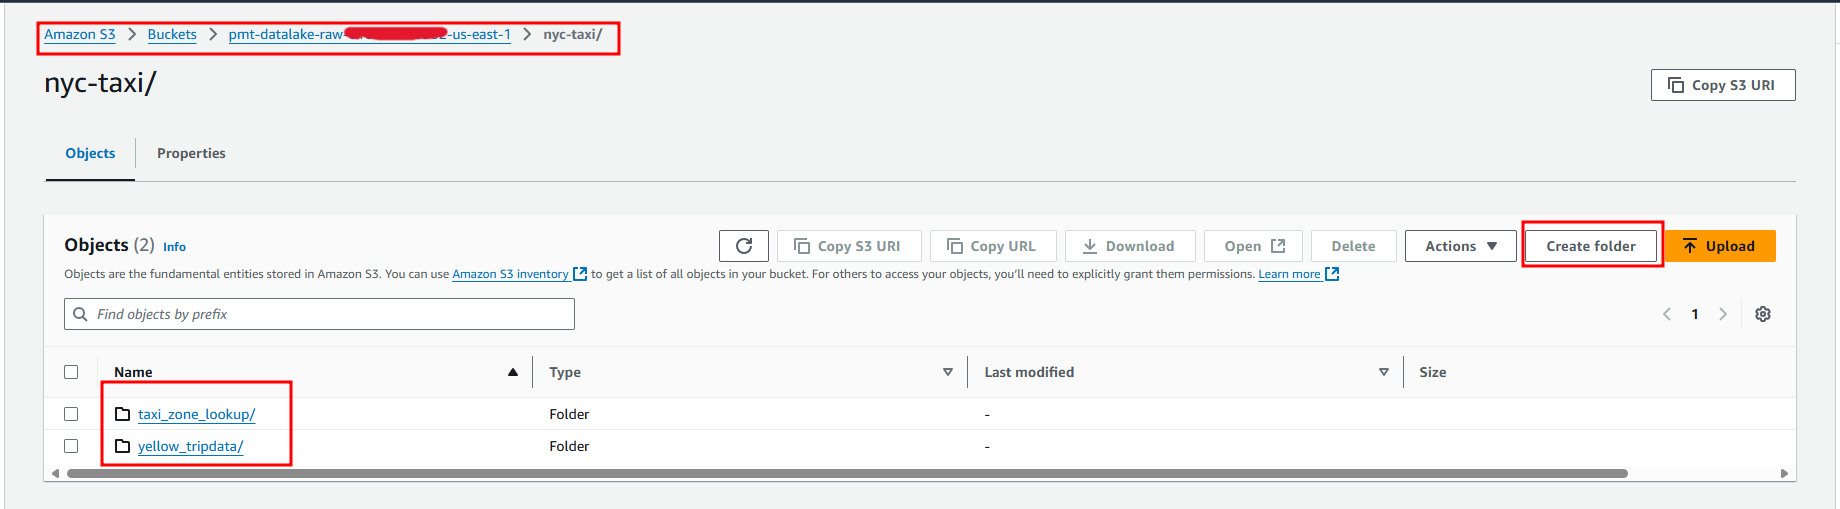 Amazon S3 > Buckets > pmt-datalake-raw- -us-east-1 > nyc-taxi/
nyc-taxi/
Copy S3 URI
Objects Properties
Objects (2) Info
Copy S3 URI Copy URL Download Open Delete Actions Create folder Upload
Objects are the fundamental entities stored in Amazon S3. You can use Amazon S3 inventory to get a list of all objects in your bucket. For others to access your objects, you'll need to explicitly grant them permissions. Learn more
Find objects by prefix
1
Name Type Last modified Size
taxi_zone_lookup/ Folder -
yellow_tripdata/ Folder -